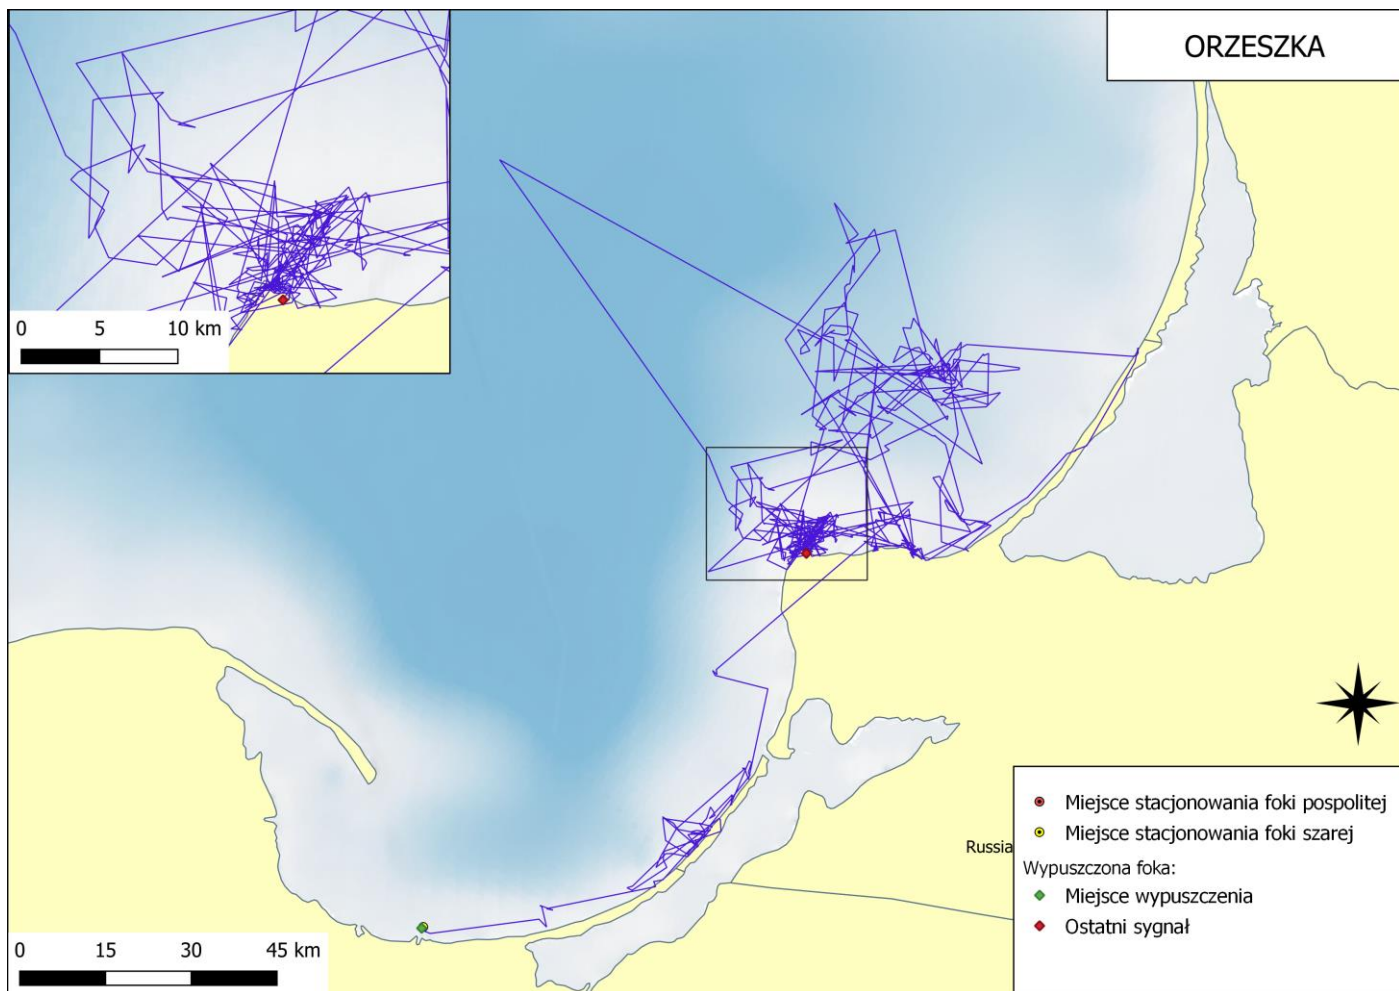 ORZESZKA
0 5 10 km
Russia
Miejsce stacjonowania foki pospolitej
Miejsce stacjonowania foki szarej
Wypuszczona foka:
Miejsce wypuszczenia
Ostatni sygnał
0 15 30 45 km